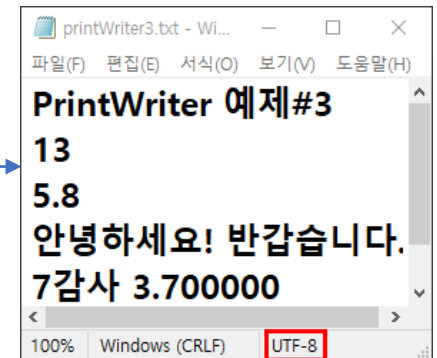 printWriter3.txt - Wi...
파일(F) 편집(E) 서식(O) 보기(V) 도움말(H)
PrintWriter 예제#3
13
5.8
안녕하세요! 반갑습니다.
7감사 3.700000
100% Windows (CRLF) UTF-8